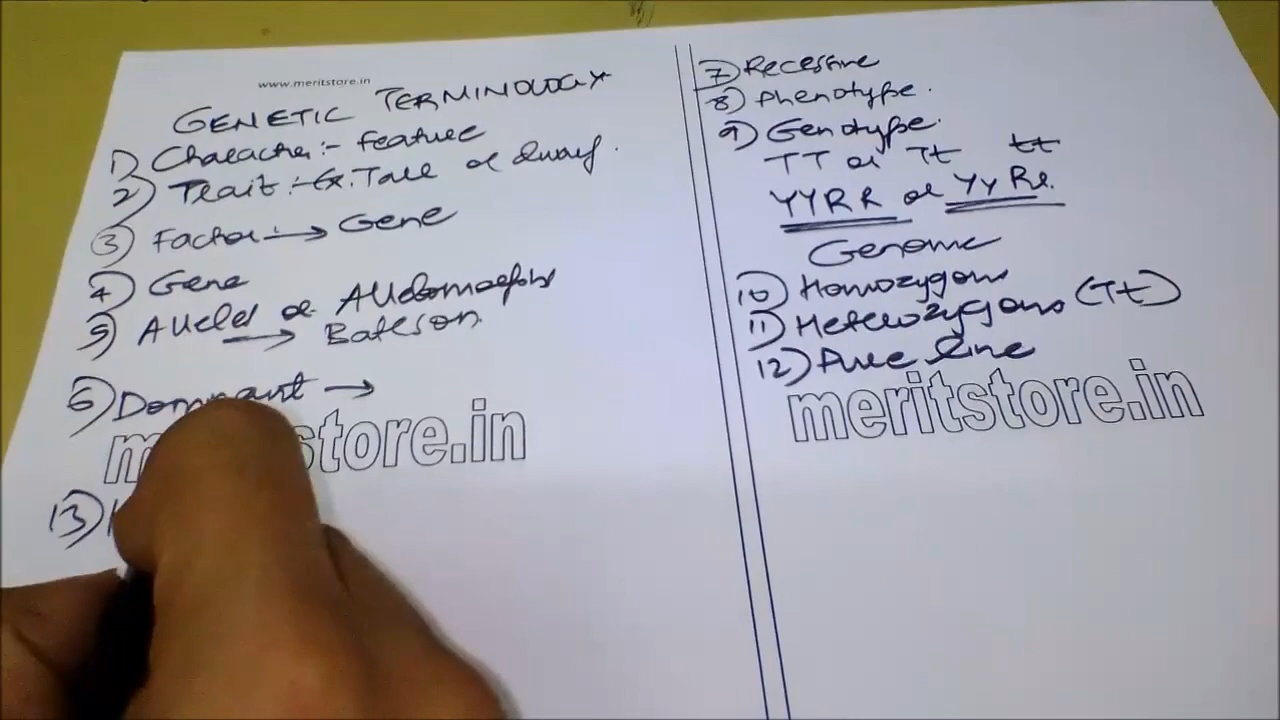 www.meritstore.in
GENETIC TERMINOLOGY
1) Character:- feature
2) Trait:- Ex. Tall or dwarf.
3) Factor:→ Gene
4) Gene
5) Alleles or Allelomorphs
→ Bateson
6) Dominant →
meritstore.in
13)
7) Recessive
8) Phenotype.
9) Genotype.
TT or Tt tt
YYRR or YyRr.
Genome
10) Homozygous
11) Heterozygous (Tt)
12) Pure line
meritstore.in